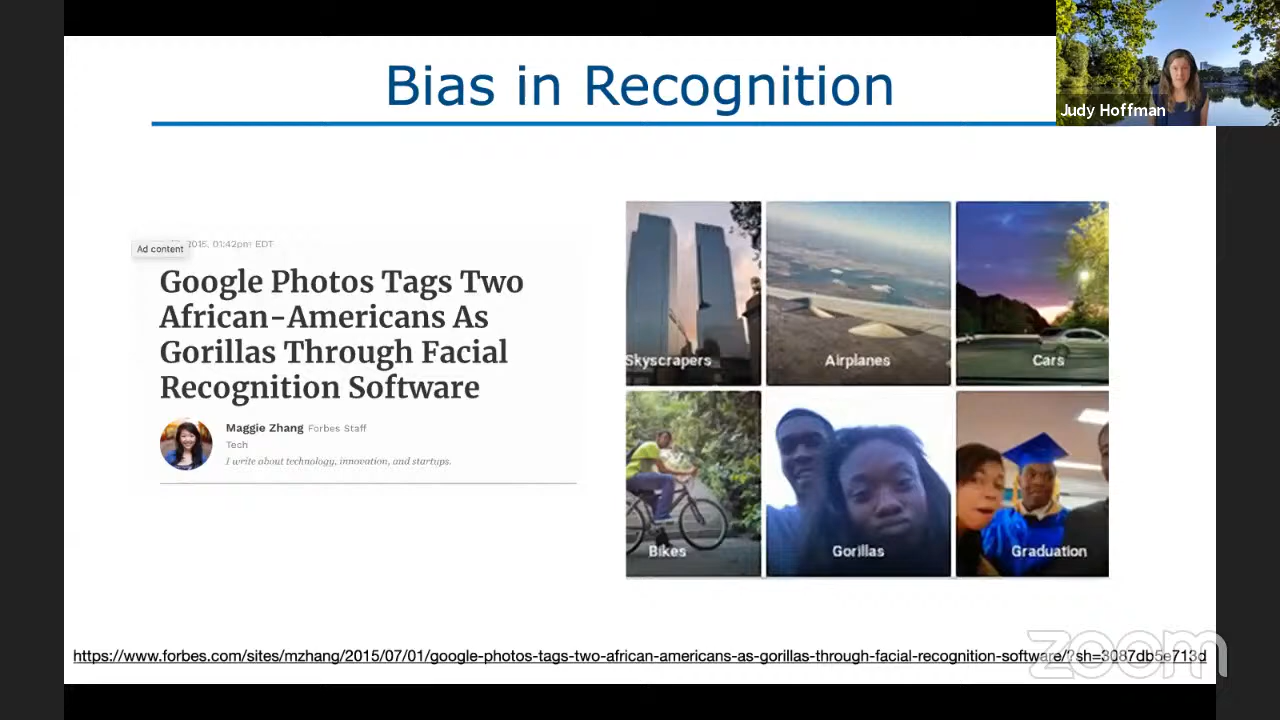 Bias in Recognition
Judy Hoffman
Ad content
2015, 01:42pm EDT
Google Photos Tags Two
African-Americans As
Gorillas Through Facial
Recognition Software
Maggie Zhang Forbes Staff
Tech
I write about technology, innovation, and startups.
Skyscrapers
Airplanes
Cars
Bikes
Gorillas
Graduation
https://www.forbes.com/sites/mzhang/2015/07/01/google-photos-tags-two-african-americans-as-gorillas-through-facial-recognition-software/?sh=3087db5e713d
zoom